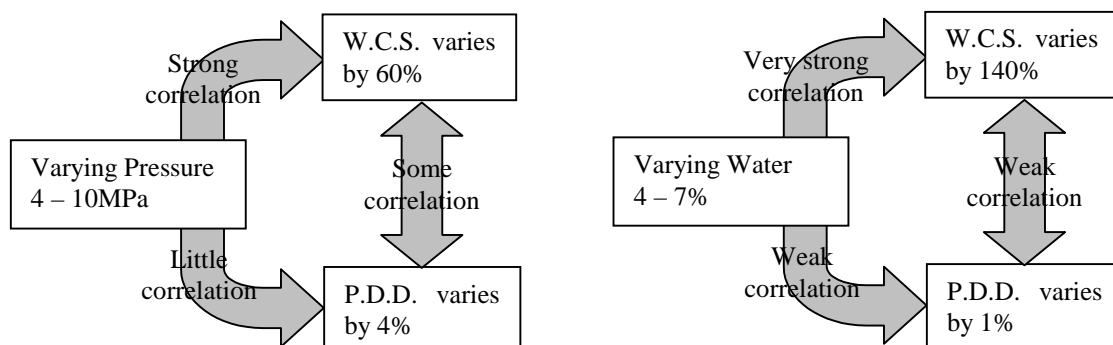 W.C.S. varies
by 60%
Strong
correlation
Varying Pressure
4 – 10MPa
Some
correlation
Little
correlation
P.D.D. varies
by 4%
W.C.S. varies
by 140%
Very strong
correlation
Varying Water
4 – 7%
Weak
correlation
Weak
correlation
P.D.D. varies
by 1%